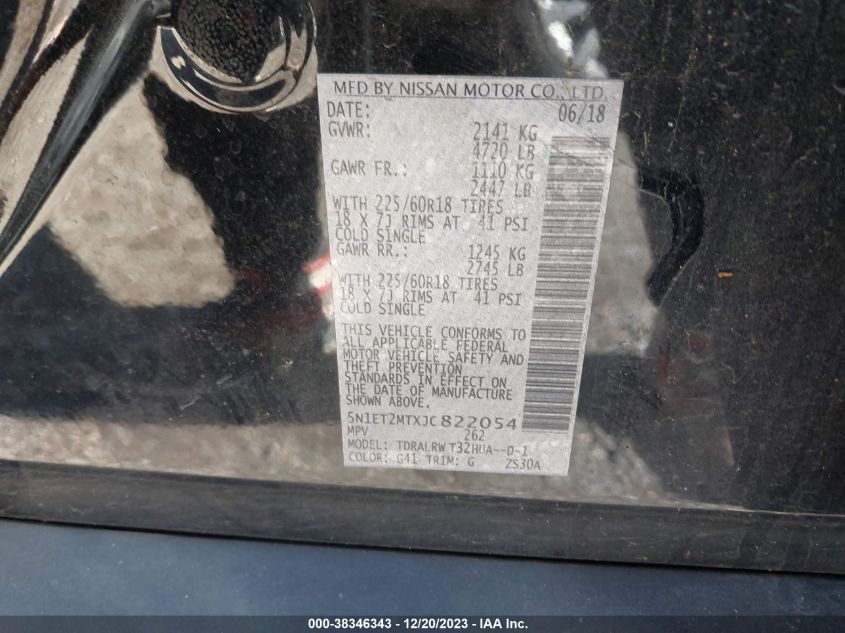 MFD BY NISSAN MOTOR CO., LTD.
DATE: 06/18
GVWR: 2141 KG
4720 LB
GAWR FR.: 1110 KG
2447 LB
WITH 225/60R18 TIRES
18 X 7J RIMS AT 41 PSI
COLD SINGLE
GAWR RR.: 1245 KG
2745 LB
WITH 225/60R18 TIRES
18 X 7J RIMS AT 41 PSI
COLD SINGLE
THIS VEHICLE CONFORMS TO
ALL APPLICABLE FEDERAL
MOTOR VEHICLE SAFETY AND
THEFT PREVENTION
STANDARDS IN EFFECT ON
THE DATE OF MANUFACTURE
SHOWN ABOVE.
5N1ET2MTXJC822054
MPV 262
MODEL: TDRALRW T32HUA--D-1
COLOR: G41 TRIM: G ZS30A
000-38346343 - 12/20/2023 - IAA Inc.